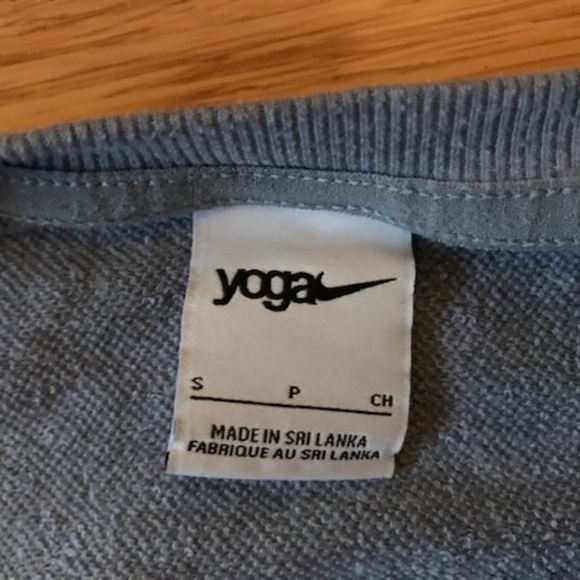 yoga
S P CH
MADE IN SRI LANKA
FABRIQUE AU SRI LANKA